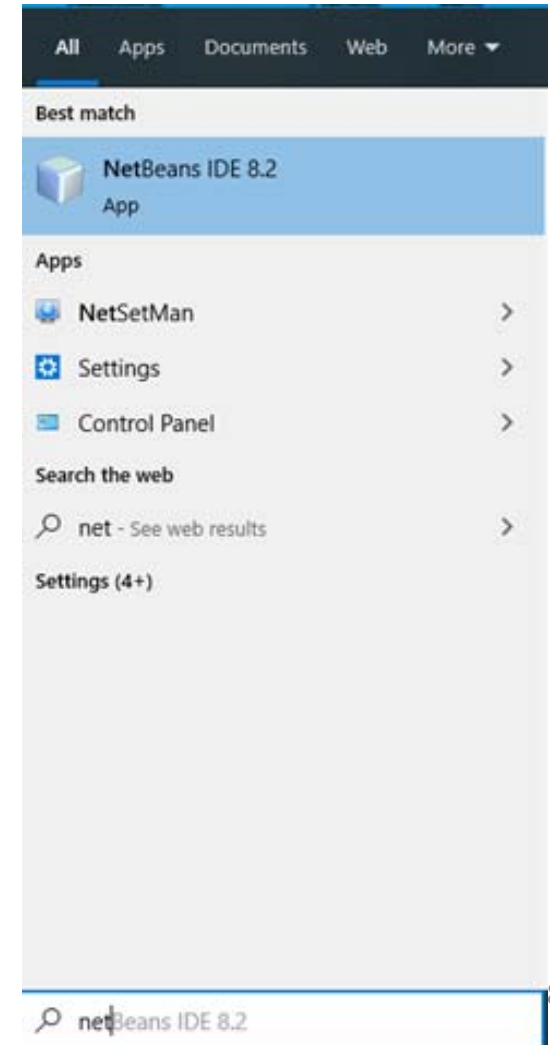 All Apps Documents Web More
Best match
NetBeans IDE 8.2
App
Apps
NetSetMan
Settings
Control Panel
Search the web
net - See web results
Settings (4+)
netBeans IDE 8.2